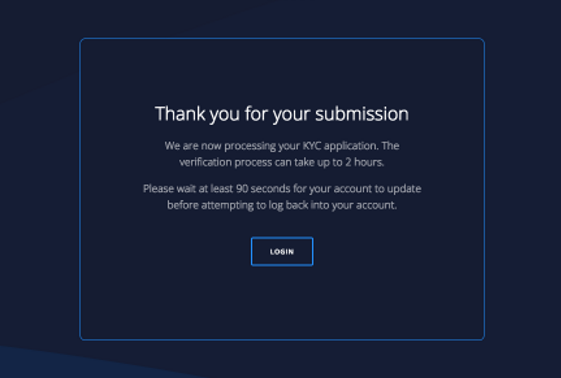 Thank you for your submission
We are now processing your KYC application. The
verification process can take up to 2 hours.
Please wait at least 90 seconds for your account to update
before attempting to log back into your account.
LOGIN